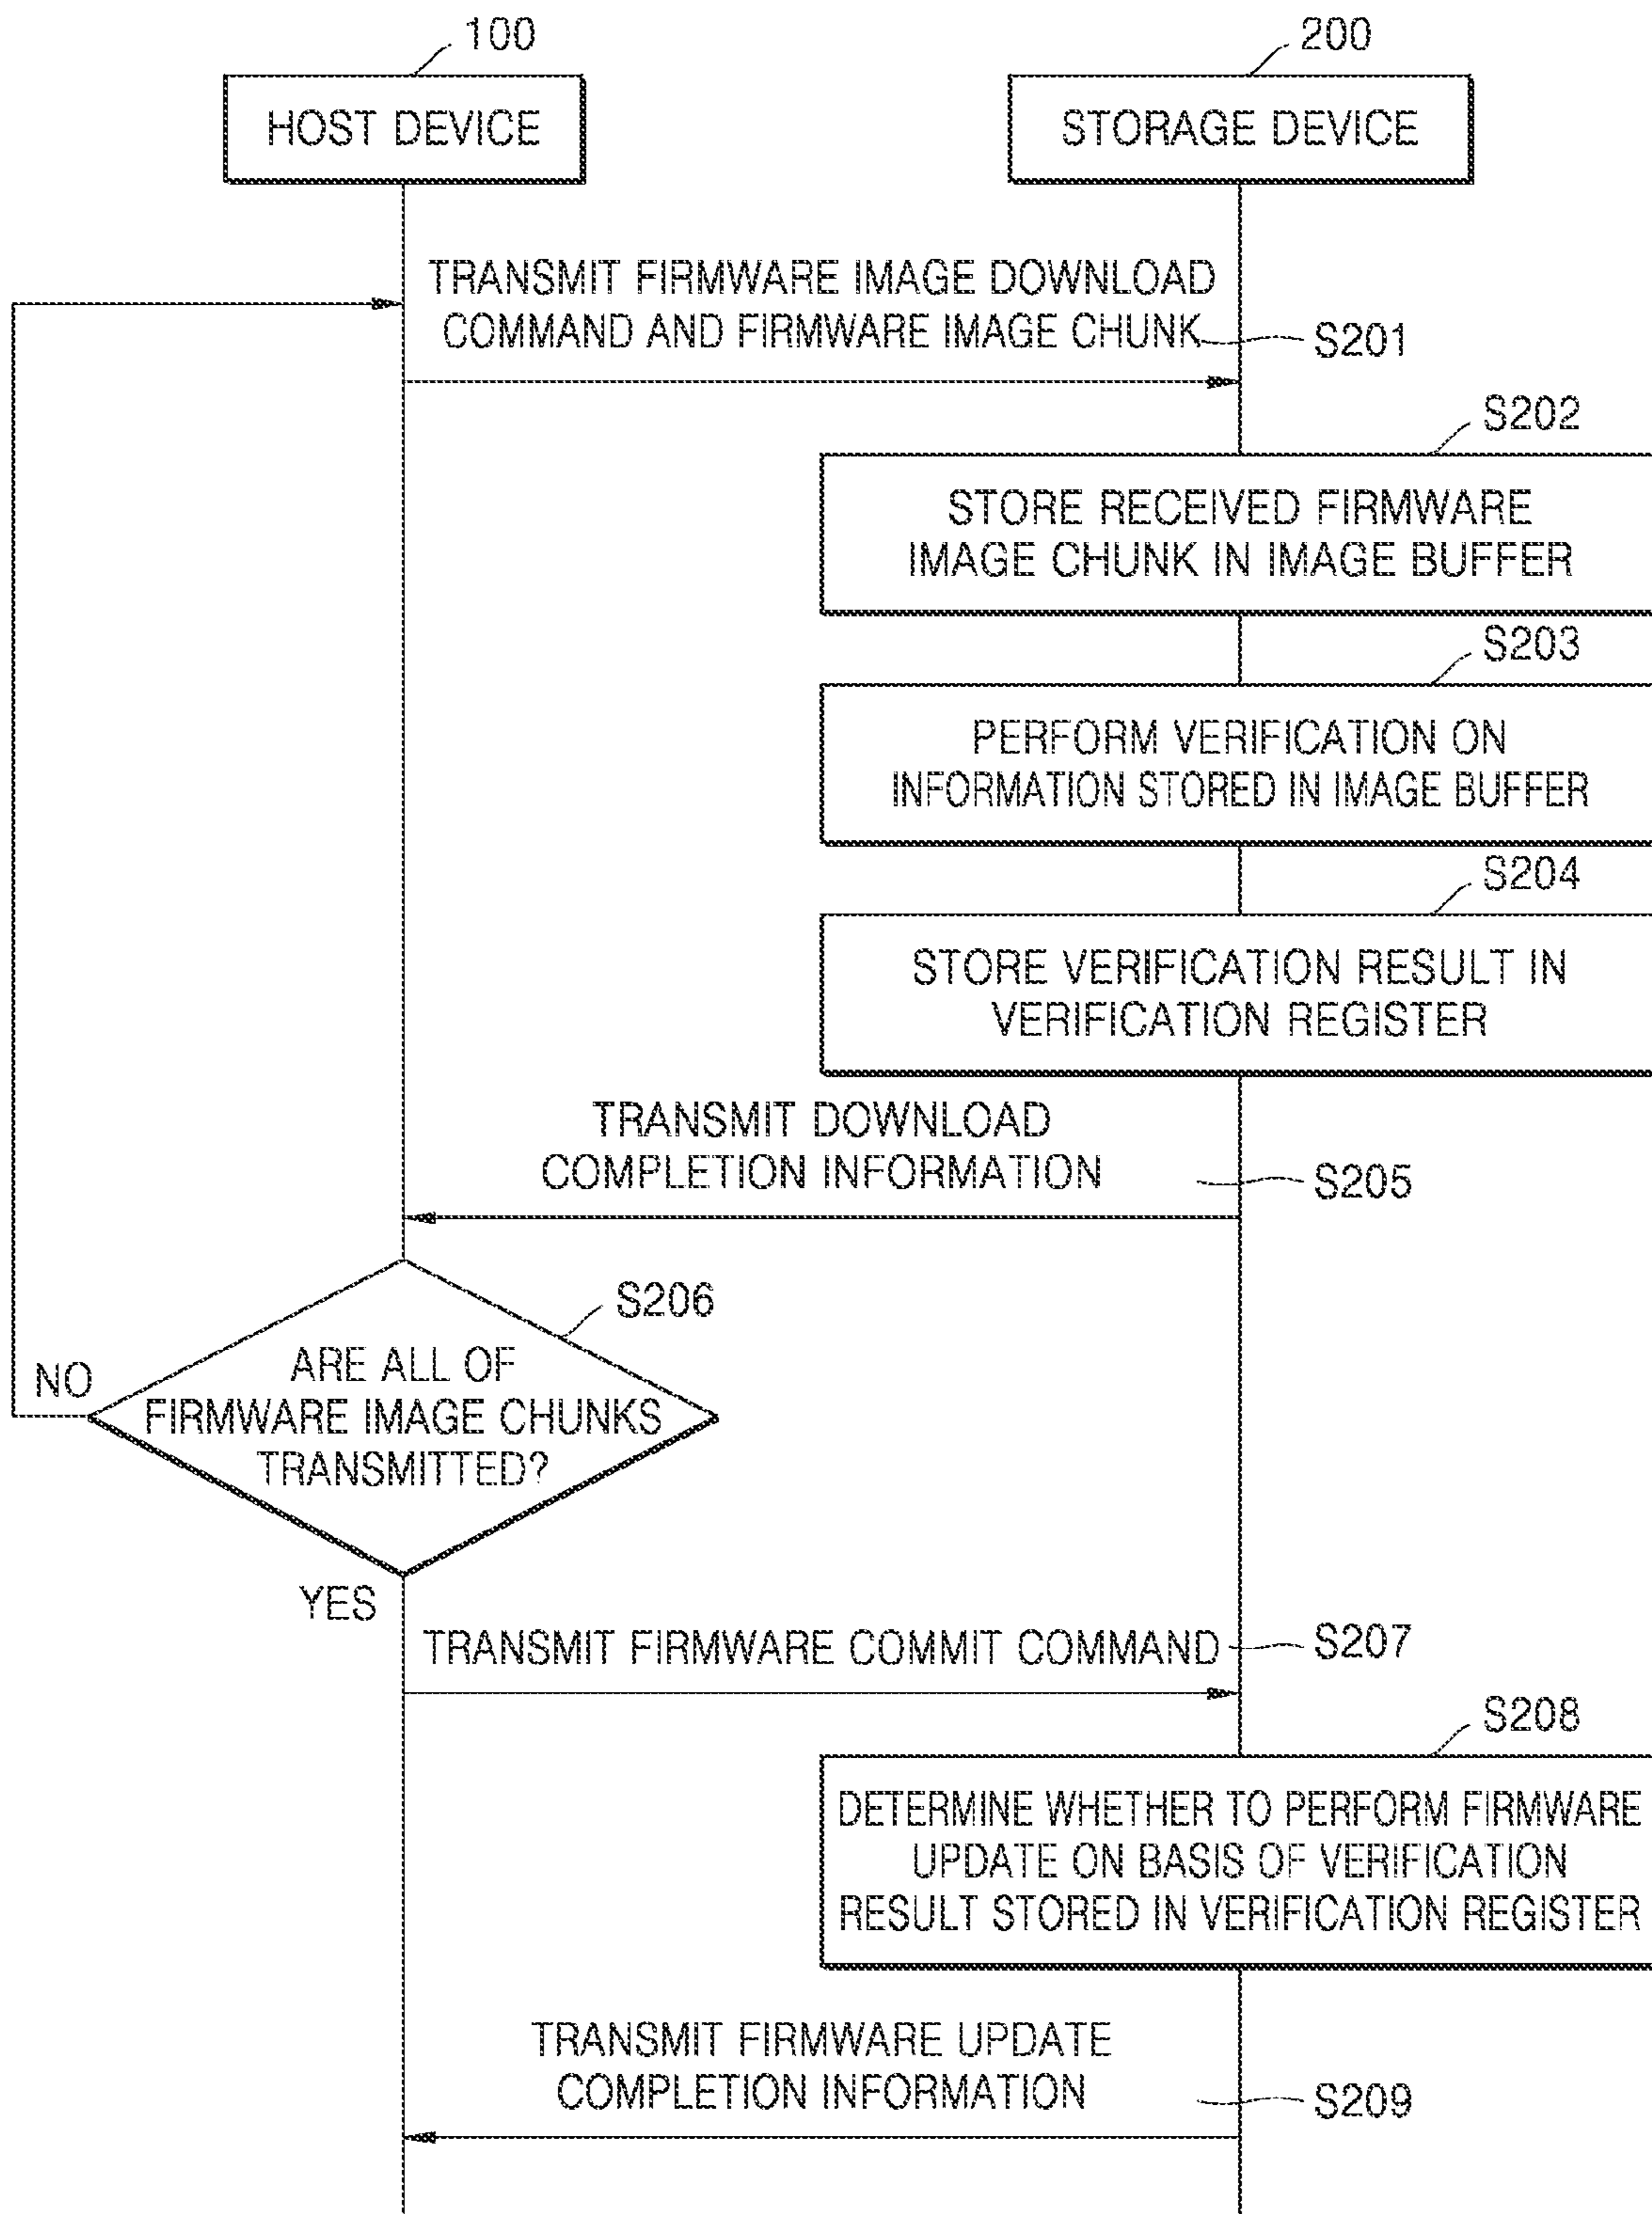 100
200
HOST DEVICE
STORAGE DEVICE
TRANSMIT FIRMWARE IMAGE DOWNLOAD
COMMAND AND FIRMWARE IMAGE CHUNK
S201
S202
STORE RECEIVED FIRMWARE
IMAGE CHUNK IN IMAGE BUFFER
S203
PERFORM VERIFICATION ON
INFORMATION STORED IN IMAGE BUFFER
S204
STORE VERIFICATION RESULT IN
VERIFICATION REGISTER
TRANSMIT DOWNLOAD
COMPLETION INFORMATION
S205
S206
ARE ALL OF
FIRMWARE IMAGE CHUNKS
TRANSMITTED?
NO
YES
TRANSMIT FIRMWARE COMMIT COMMAND
S207
S208
DETERMINE WHETHER TO PERFORM FIRMWARE
UPDATE ON BASIS OF VERIFICATION
RESULT STORED IN VERIFICATION REGISTER
TRANSMIT FIRMWARE UPDATE
COMPLETION INFORMATION
S209